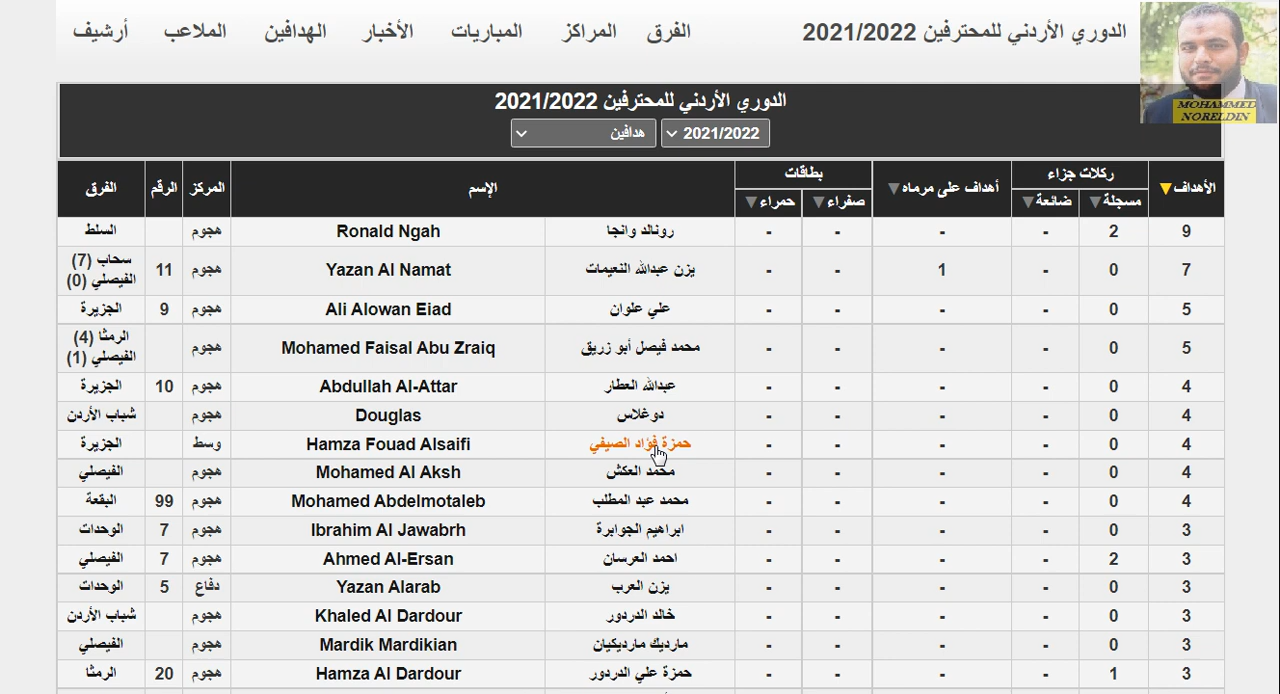 الدوري الأردني للمحترفين 2021/2022 الفرق المراكز المباريات الأخبار الهدافين الملاعب أرشيف
MOHAMMED
NORELDIN
الدوري الأردني للمحترفين 2021/2022
2021/2022 هدافين
الأهداف ركلات جزاء أهداف على مرماه بطاقات الإسم المركز الرقم الفرق
مسجلة ضائعة صفراء حمراء
9 2 - - - - رونالد وانجا Ronald Ngah هجوم السلط
7 0 - 1 - - يزن عبدالله النعيمات Yazan Al Namat هجوم 11 سحاب (7)
الفيصلي (0)
5 0 - - - - علي علوان Ali Alowan Eiad هجوم 9 الجزيرة
5 0 - - - - محمد فيصل أبو زريق Mohamed Faisal Abu Zraiq هجوم الرمثا (4)
الفيصلي (1)
4 0 - - - - عبدالله العطار Abdullah Al-Attar هجوم 10 الجزيرة
4 0 - - - - دوغلاس Douglas هجوم شباب الأردن
4 0 - - - - حمزة فؤاد الصيفي Hamza Fouad Alsaifi وسط الجزيرة
4 0 - - - - محمد العكش Mohamed Al Aksh هجوم الفيصلي
4 0 - - - - محمد عبد المطلب Mohamed Abdelmotaleb هجوم 99 البقعة
3 0 - - - - ابراهيم الجوابرة Ibrahim Al Jawabrh هجوم 7 الوحدات
3 2 - - - - احمد العرسان Ahmed Al-Ersan هجوم 7 الفيصلي
3 0 - - - - يزن العرب Yazan Alarab دفاع 5 الوحدات
3 0 - - - - خالد الدردور Khaled Al Dardour هجوم شباب الأردن
3 0 - - - - مارديك مارديكيان Mardik Mardikian هجوم الفيصلي
3 1 - - - - حمزة علي الدردور Hamza Al Dardour هجوم 20 الرمثا